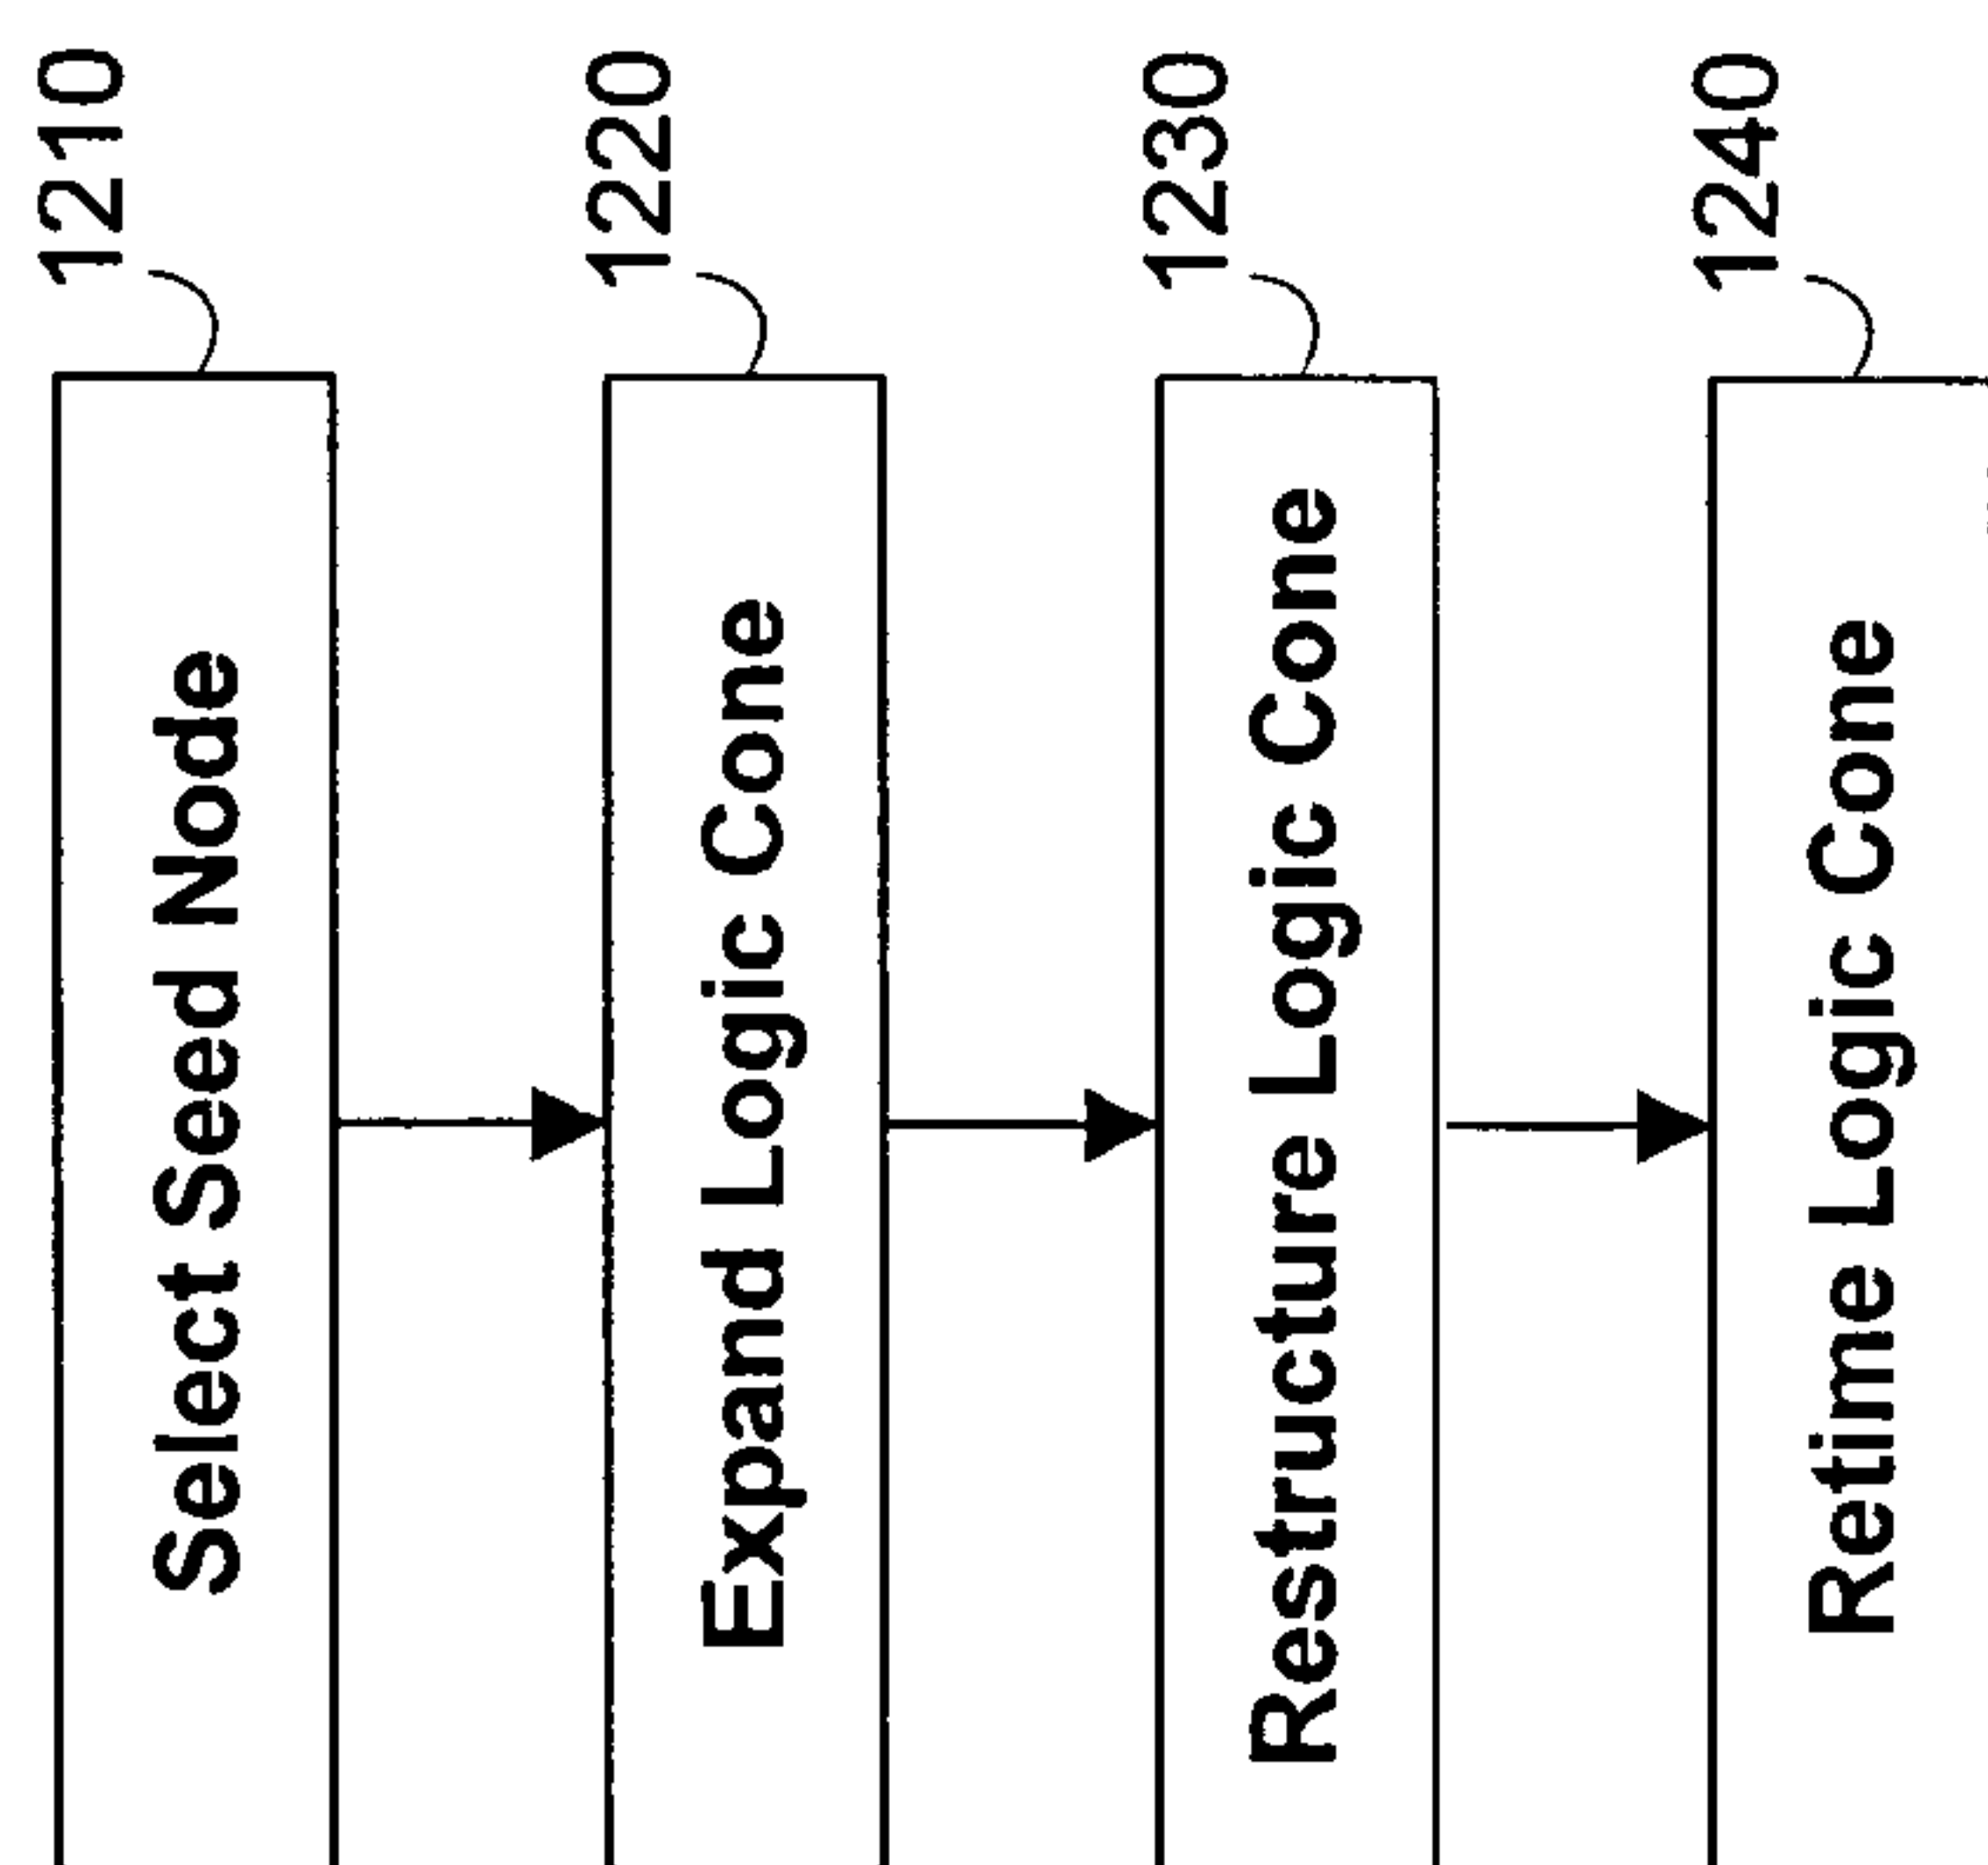 1210
Select Seed Node
1220
Expand Logic Cone
1230
Restructure Logic Cone
1240
Retime Logic Cone